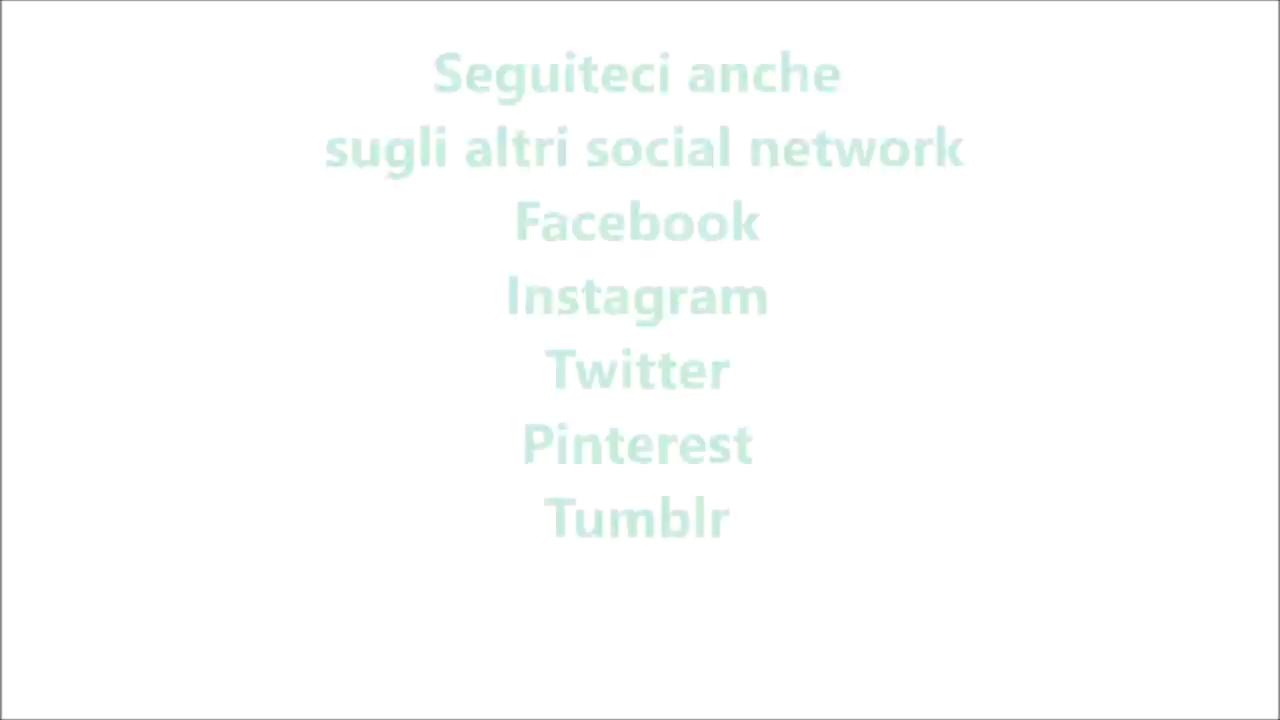 Seguiteci anche
sugli altri social network
Facebook
Instagram
Twitter
Pinterest
Tumblr